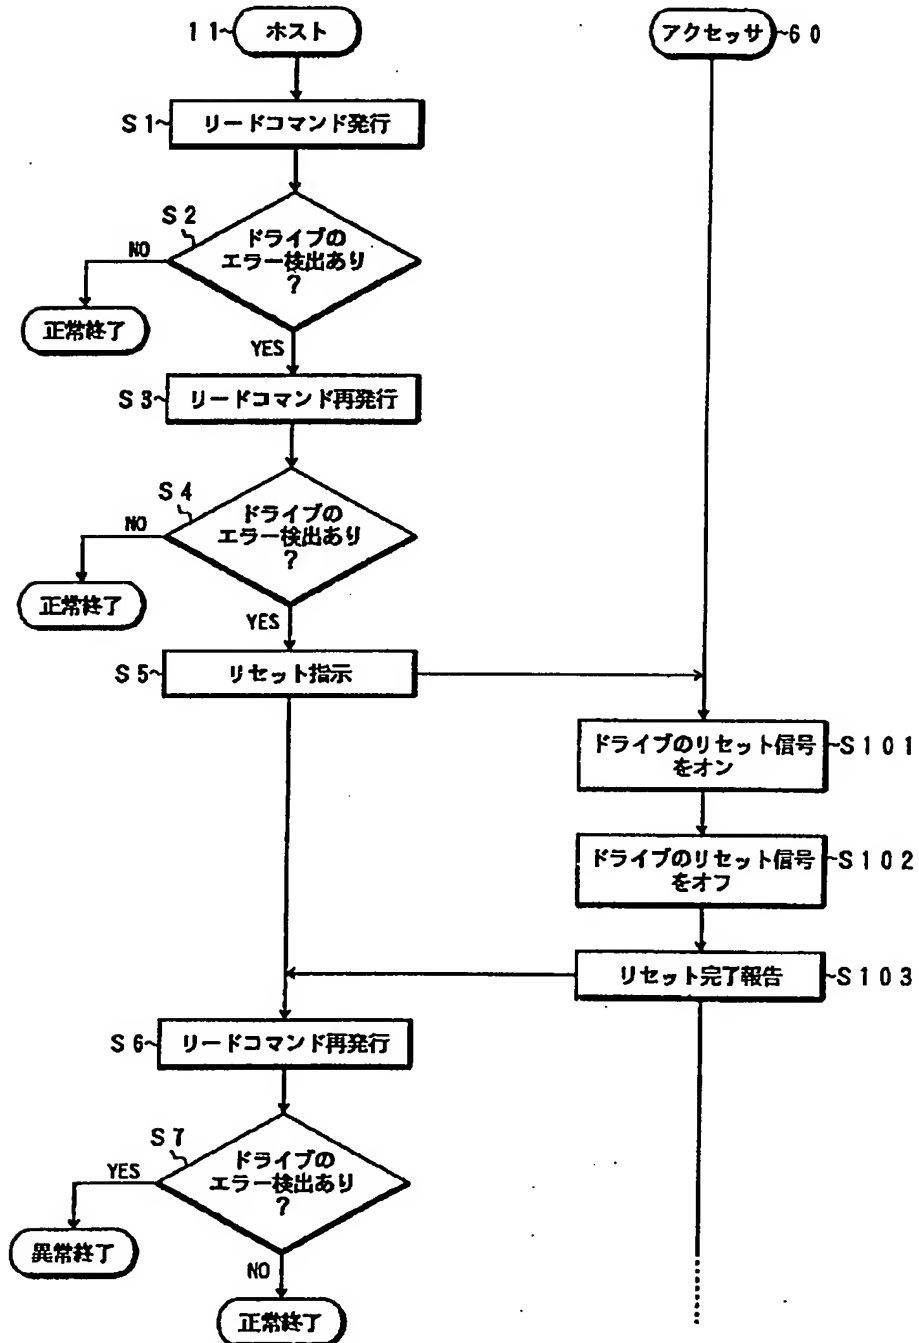 11~ ホスト
アクセッサ ~60
S1~ リードコマンド発行
S2
ドライブの
エラー検出あり
?
NO
正常終了
YES
S3~ リードコマンド再発行
S4
ドライブの
エラー検出あり
?
NO
正常終了
YES
S5~ リセット指示
ドライブのリセット信号
をオン
~S101
ドライブのリセット信号
をオフ
~S102
リセット完了報告 ~S103
S6~ リードコマンド再発行
S7
ドライブの
エラー検出あり
?
YES
異常終了
NO
正常終了